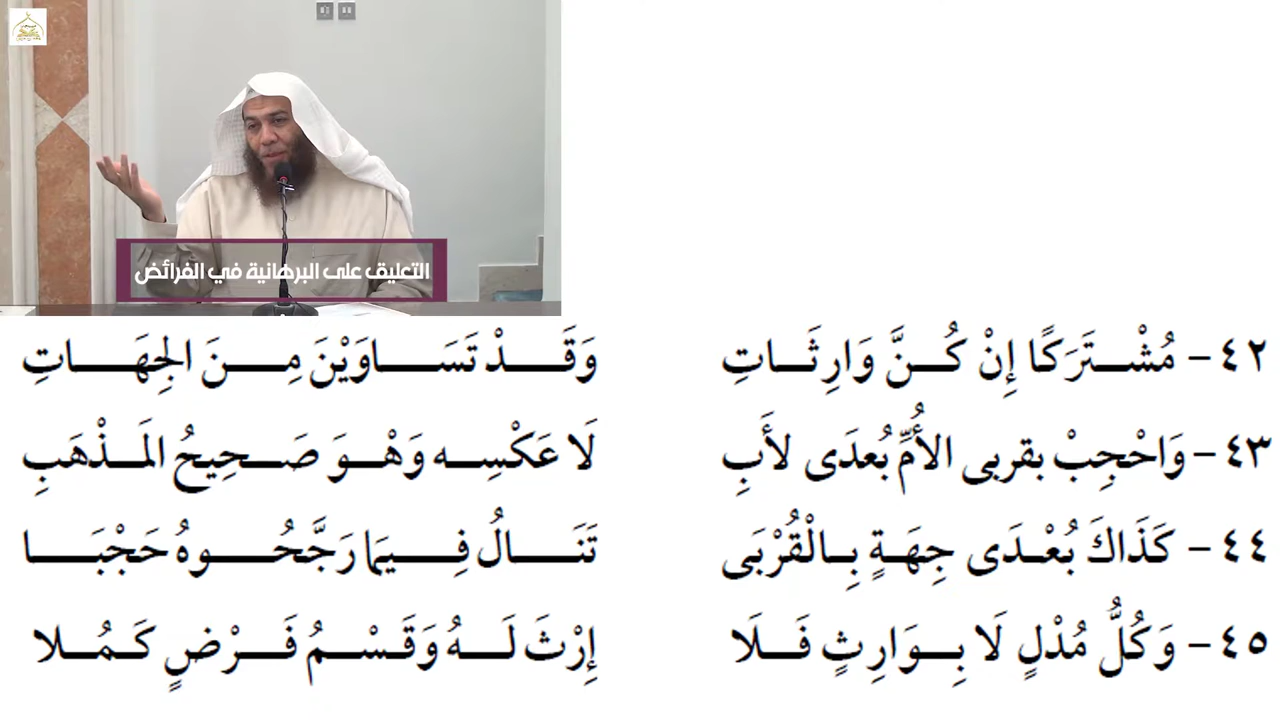 التعليق على البرهانية في الفرائض
٤٢- مُشْتَرَكًا إِنْ كُنَّ وَارِثَاتِ وَقَدْ تَسَاوَيْنَ مِنَ الجِهَاتِ
٤٣- وَاحْجِبْ بقربى الأُمِّ بُعدَى لأَبِ لَا عَكْسِه وَهْوَ صَحِيحُ المَذْهَبِ
٤٤- كَذَاكَ بُعْدَى جِهَةٍ بِالْقُرْبَى تَنَالُ فِيمَا رَجَّحُوهُ حَجْبَا
٤٥- وَكُلُّ مُدْلٍ لَا بِوَارِثٍ فَلَا إِرْثَ لَهُ وَقَسْمُ فَرْضٍ كَمُلا